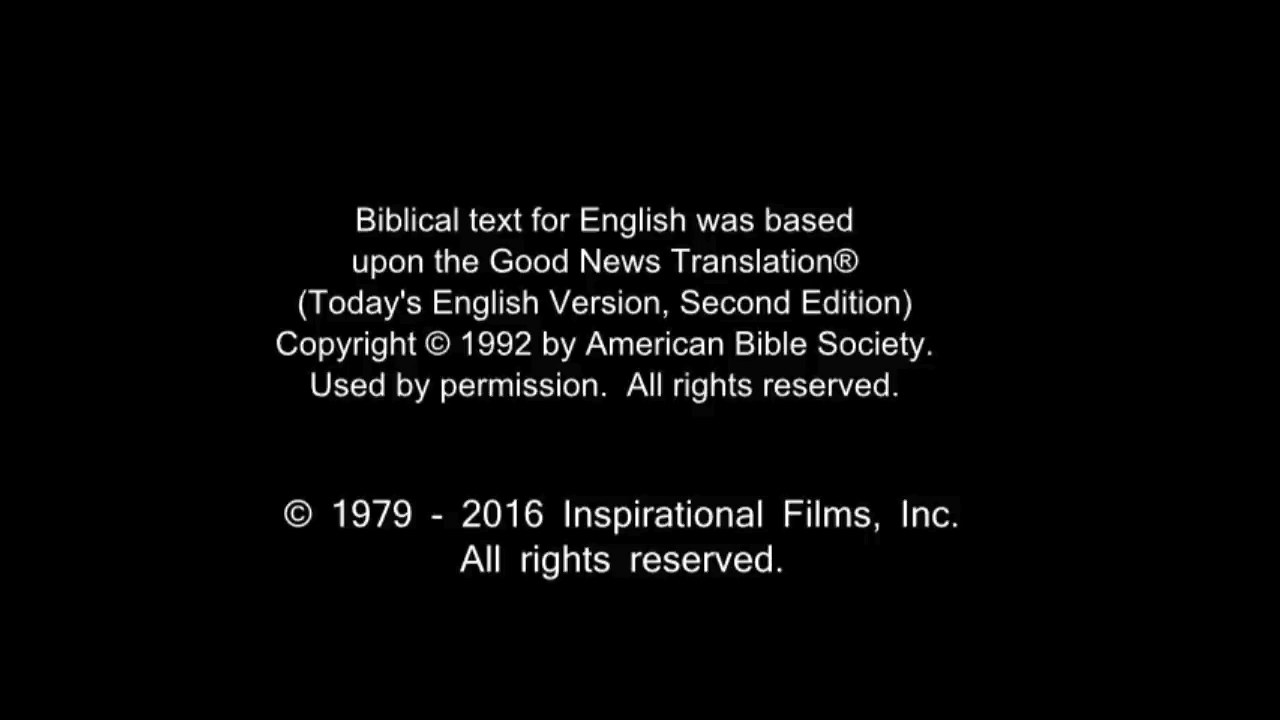 Biblical text for English was based
upon the Good News Translation®
(Today's English Version, Second Edition)
Copyright © 1992 by American Bible Society.
Used by permission.  All rights reserved.
© 1979 - 2016 Inspirational Films, Inc.
All rights reserved.